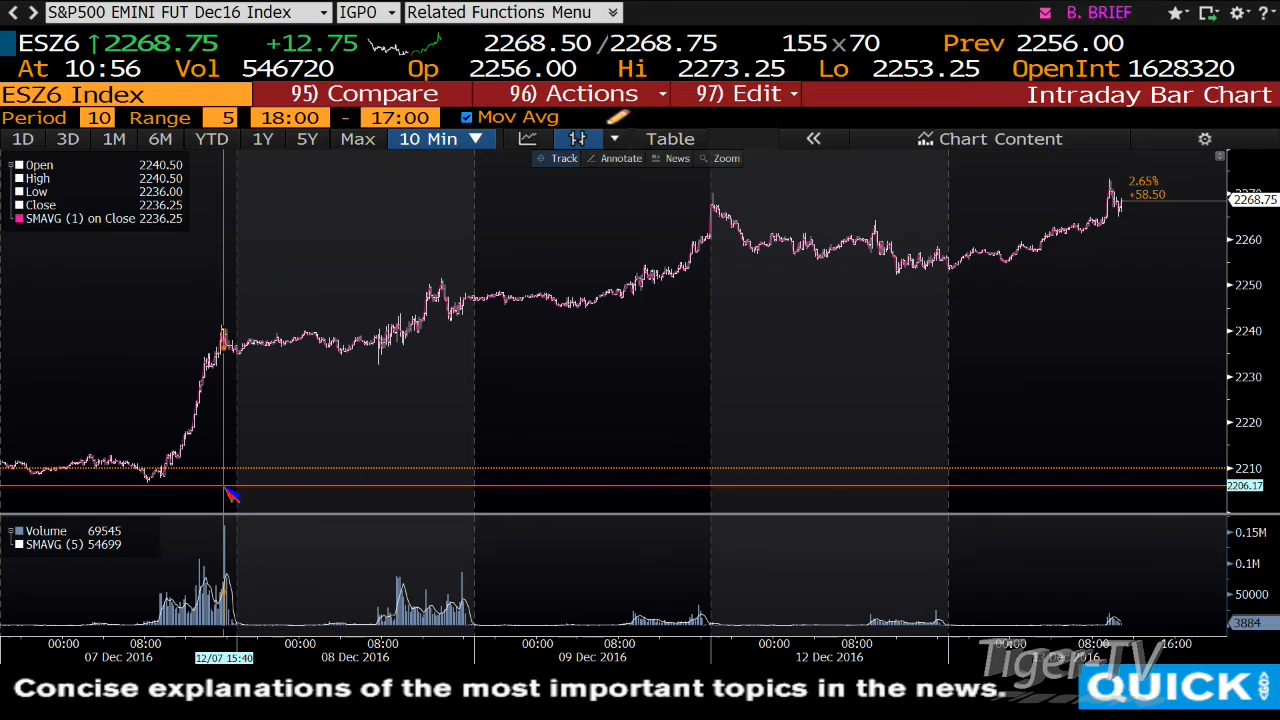 S&P500 EMINI FUT Dec16 Index IGPO Related Functions Menu B. BRIEF
ESZ6 ↑2268.75 +12.75 2268.50/2268.75 155x70 Prev 2256.00
At 10:56 Vol 546720 Op 2256.00 Hi 2273.25 Lo 2253.25 OpenInt 1628320
ESZ6 Index 95) Compare 96) Actions 97) Edit Intraday Bar Chart
Period 10 Range 5 18:00 - 17:00 Mov Avg
1D 3D 1M 6M YTD 1Y 5Y Max 10 Min ▼ Table « Chart Content
Track Annotate News Zoom
Open 2240.50
High 2240.50
Low 2236.00
Close 2236.25
SMAVG (1) on Close 2236.25
2.65%
+58.50
2268.75
2260
2250
2240
2230
2220
2210
2206.17
Volume 69545
SMAVG (5) 54699
0.15M
0.1M
50000
3884
00:00 08:00 00:00 08:00 00:00 08:00 00:00 08:00 00:00 08:00 16:00
07 Dec 2016 12/07 15:40 08 Dec 2016 09 Dec 2016 12 Dec 2016 13 Dec 2016
Tiger-TV
Concise explanations of the most important topics in the news. QUICK